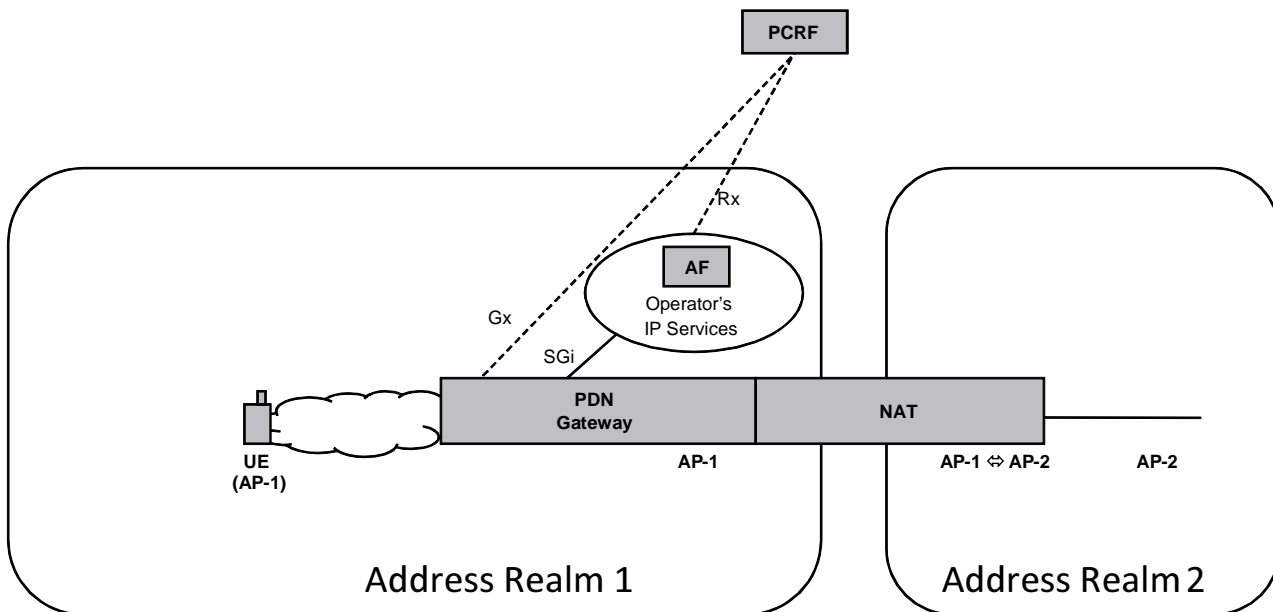 PCRF
Rx
AF
Operator's
IP Services
Gx
SGi
PDN
Gateway
NAT
UE
(AP-1)
AP-1
AP-1 ⇔ AP-2
AP-2
Address Realm 1
Address Realm 2